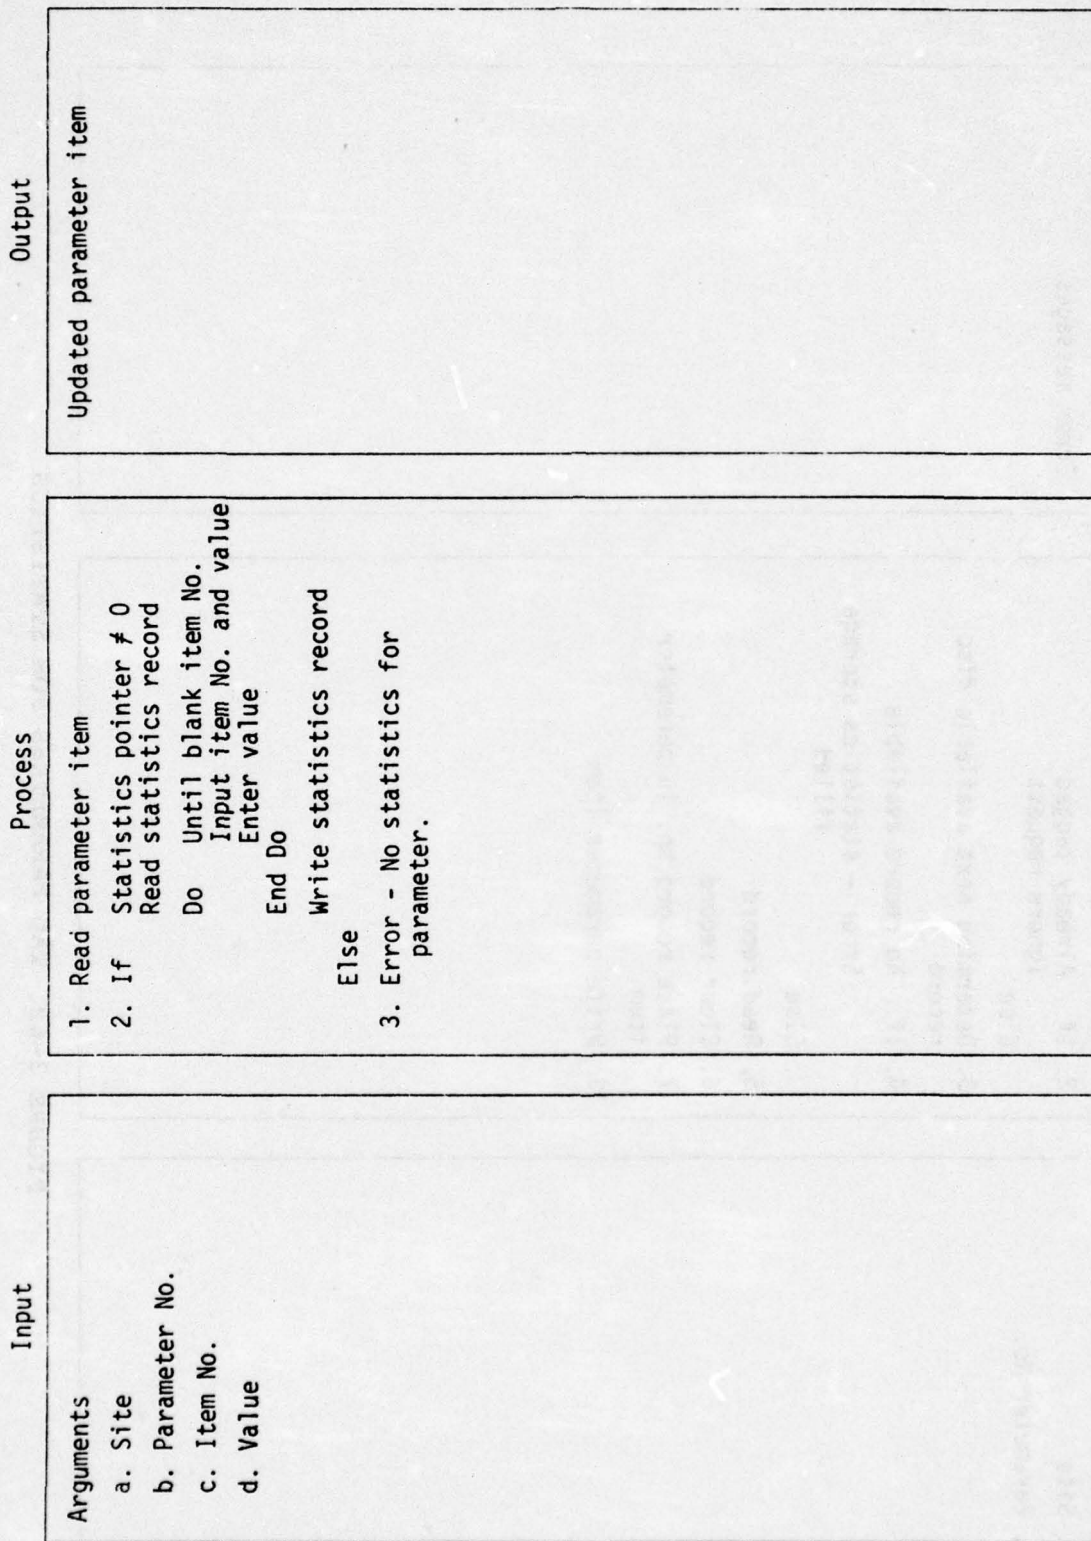 Input
Arguments
a. Site
b. Parameter No.
c. Item No.
d. Value
Process
1. Read parameter item
2. If Statistics pointer ≠ 0
Read statistics record
Do Until blank item No.
Input item No. and value
Enter value
End Do
Write statistics record
Else
3. Error - No statistics for
parameter.
Output
Updated parameter item